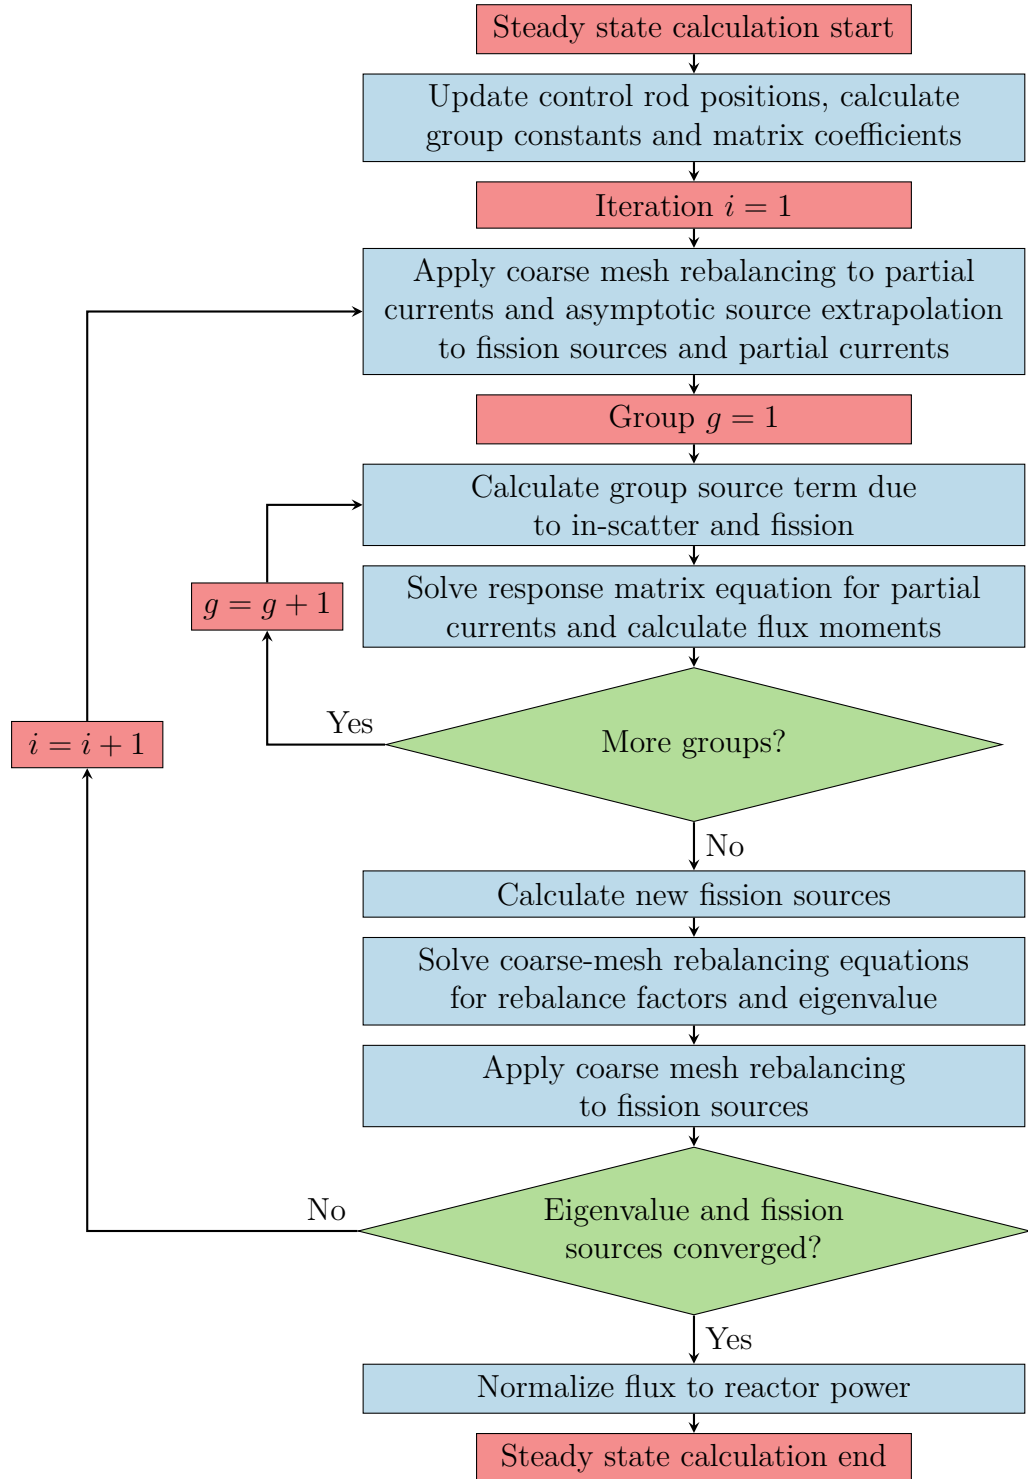 Steady state calculation start
Update control rod positions, calculate
group constants and matrix coefficients
Iteration i = 1
Apply coarse mesh rebalancing to partial
currents and asymptotic source extrapolation
to fission sources and partial currents
Group g = 1
Calculate group source term due
to in-scatter and fission
g = g + 1
Solve response matrix equation for partial
currents and calculate flux moments
Yes
More groups?
i = i + 1
No
Calculate new fission sources
Solve coarse-mesh rebalancing equations
for rebalance factors and eigenvalue
Apply coarse mesh rebalancing
to fission sources
No
Eigenvalue and fission
sources converged?
Yes
Normalize flux to reactor power
Steady state calculation end